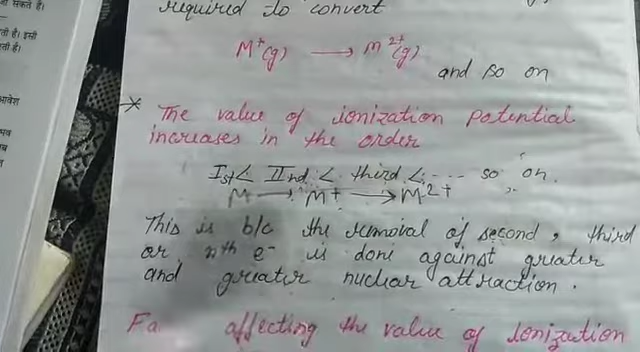 required to convert
M⁺(g) → M²⁺(g)
and so on
* The value of ionization potential
increases in the order
Ist < IInd < third < ---- so on.
M → M+ → M2+
This is b/c the removal of second, third
or nth e⁻ is done against greater
and greater nuclear attraction.
affecting the value of Ionization